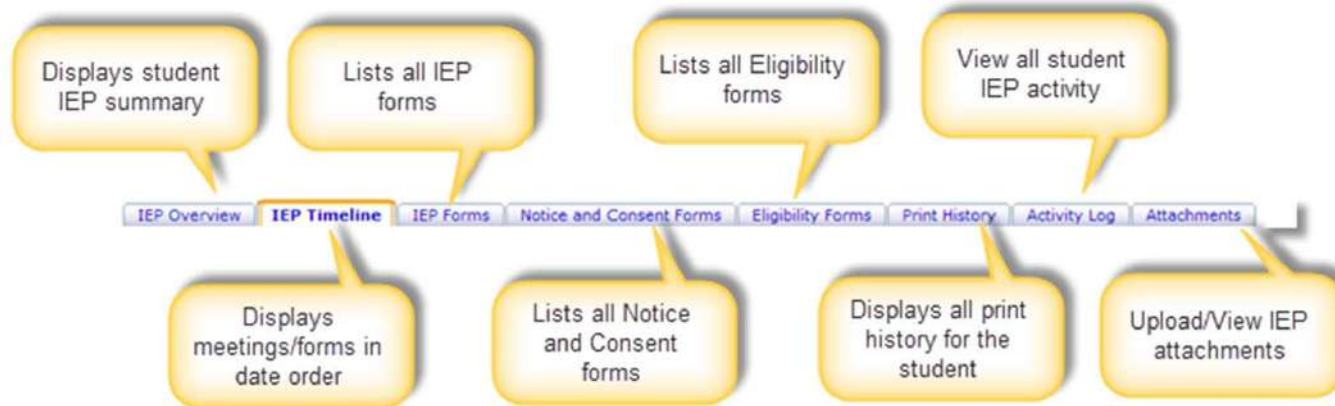 Displays student
IEP summary
Lists all IEP
forms
Lists all Eligibility
forms
View all student
IEP activity
IEP Overview
IEP Timeline
IEP Forms
Notice and Consent Forms
Eligibility Forms
Print History
Activity Log
Attachments
Displays
meetings/forms in
date order
Lists all Notice
and Consent
forms
Displays all print
history for the
student
Upload/View IEP
attachments